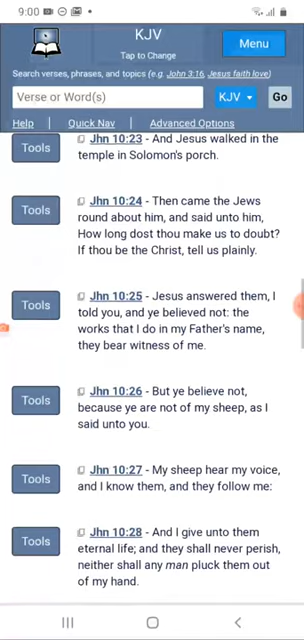 9:00
KJV
Tap to Change
Menu
Search verses, phrases, and topics (e.g. John 3:16, Jesus faith love)
Verse or Word(s)
KJV
Go
Help | Quick Nav | Advanced Options
Tools
Jhn 10:23 - And Jesus walked in the
temple in Solomon's porch.
Tools
Jhn 10:24 - Then came the Jews
round about him, and said unto him,
How long dost thou make us to doubt?
If thou be the Christ, tell us plainly.
Tools
Jhn 10:25 - Jesus answered them, I
told you, and ye believed not: the
works that I do in my Father's name,
they bear witness of me.
Tools
Jhn 10:26 - But ye believe not,
because ye are not of my sheep, as I
said unto you.
Tools
Jhn 10:27 - My sheep hear my voice,
and I know them, and they follow me:
Tools
Jhn 10:28 - And I give unto them
eternal life; and they shall never perish,
neither shall any man pluck them out
of my hand.